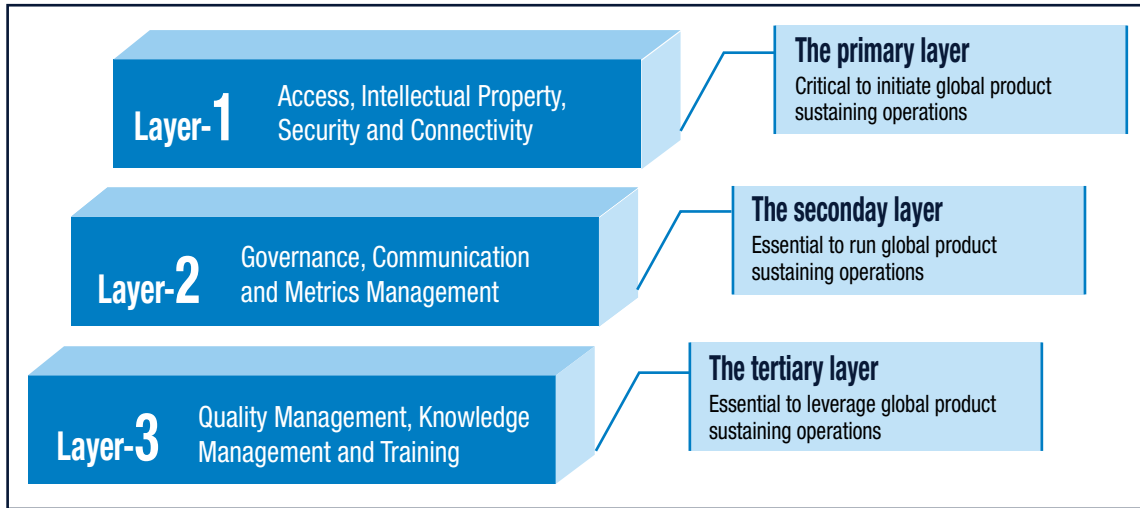 Layer-1
Access, Intellectual Property,
Security and Connectivity
The primary layer
Critical to initiate global product
sustaining operations
Layer-2
Governance, Communication
and Metrics Management
The seconday layer
Essential to run global product
sustaining operations
Layer-3
Quality Management, Knowledge
Management and Training
The tertiary layer
Essential to leverage global product
sustaining operations